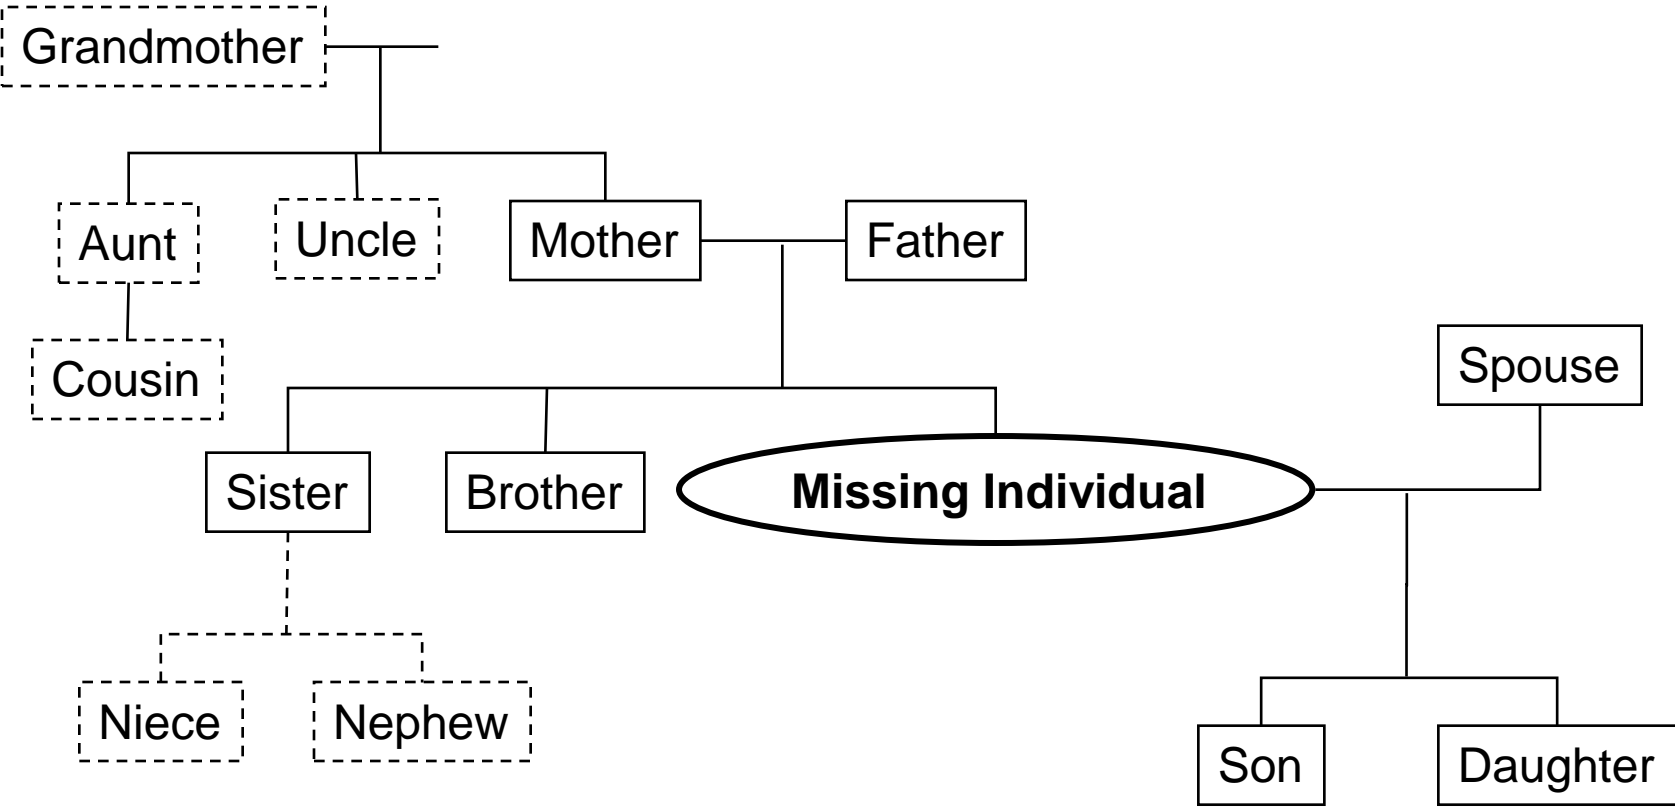 Grandmother
Aunt
Uncle
Mother
Father
Cousin
Spouse
Sister
Brother
Missing Individual
Niece
Nephew
Son
Daughter